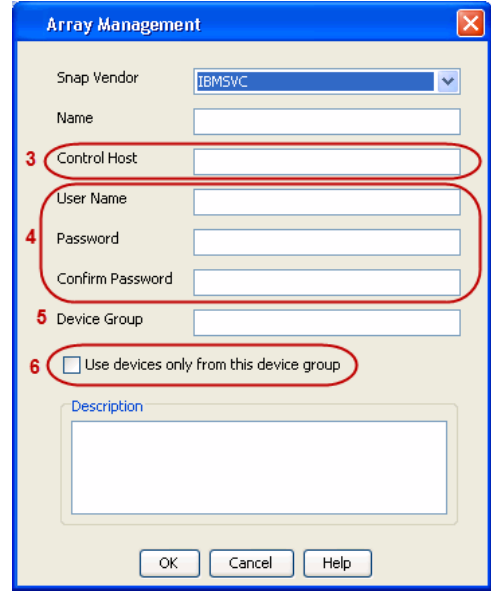 Array Management
Snap Vendor IBMSVC
Name
3 Control Host
User Name
4 Password
Confirm Password
5 Device Group
6 Use devices only from this device group
Description
OK Cancel Help